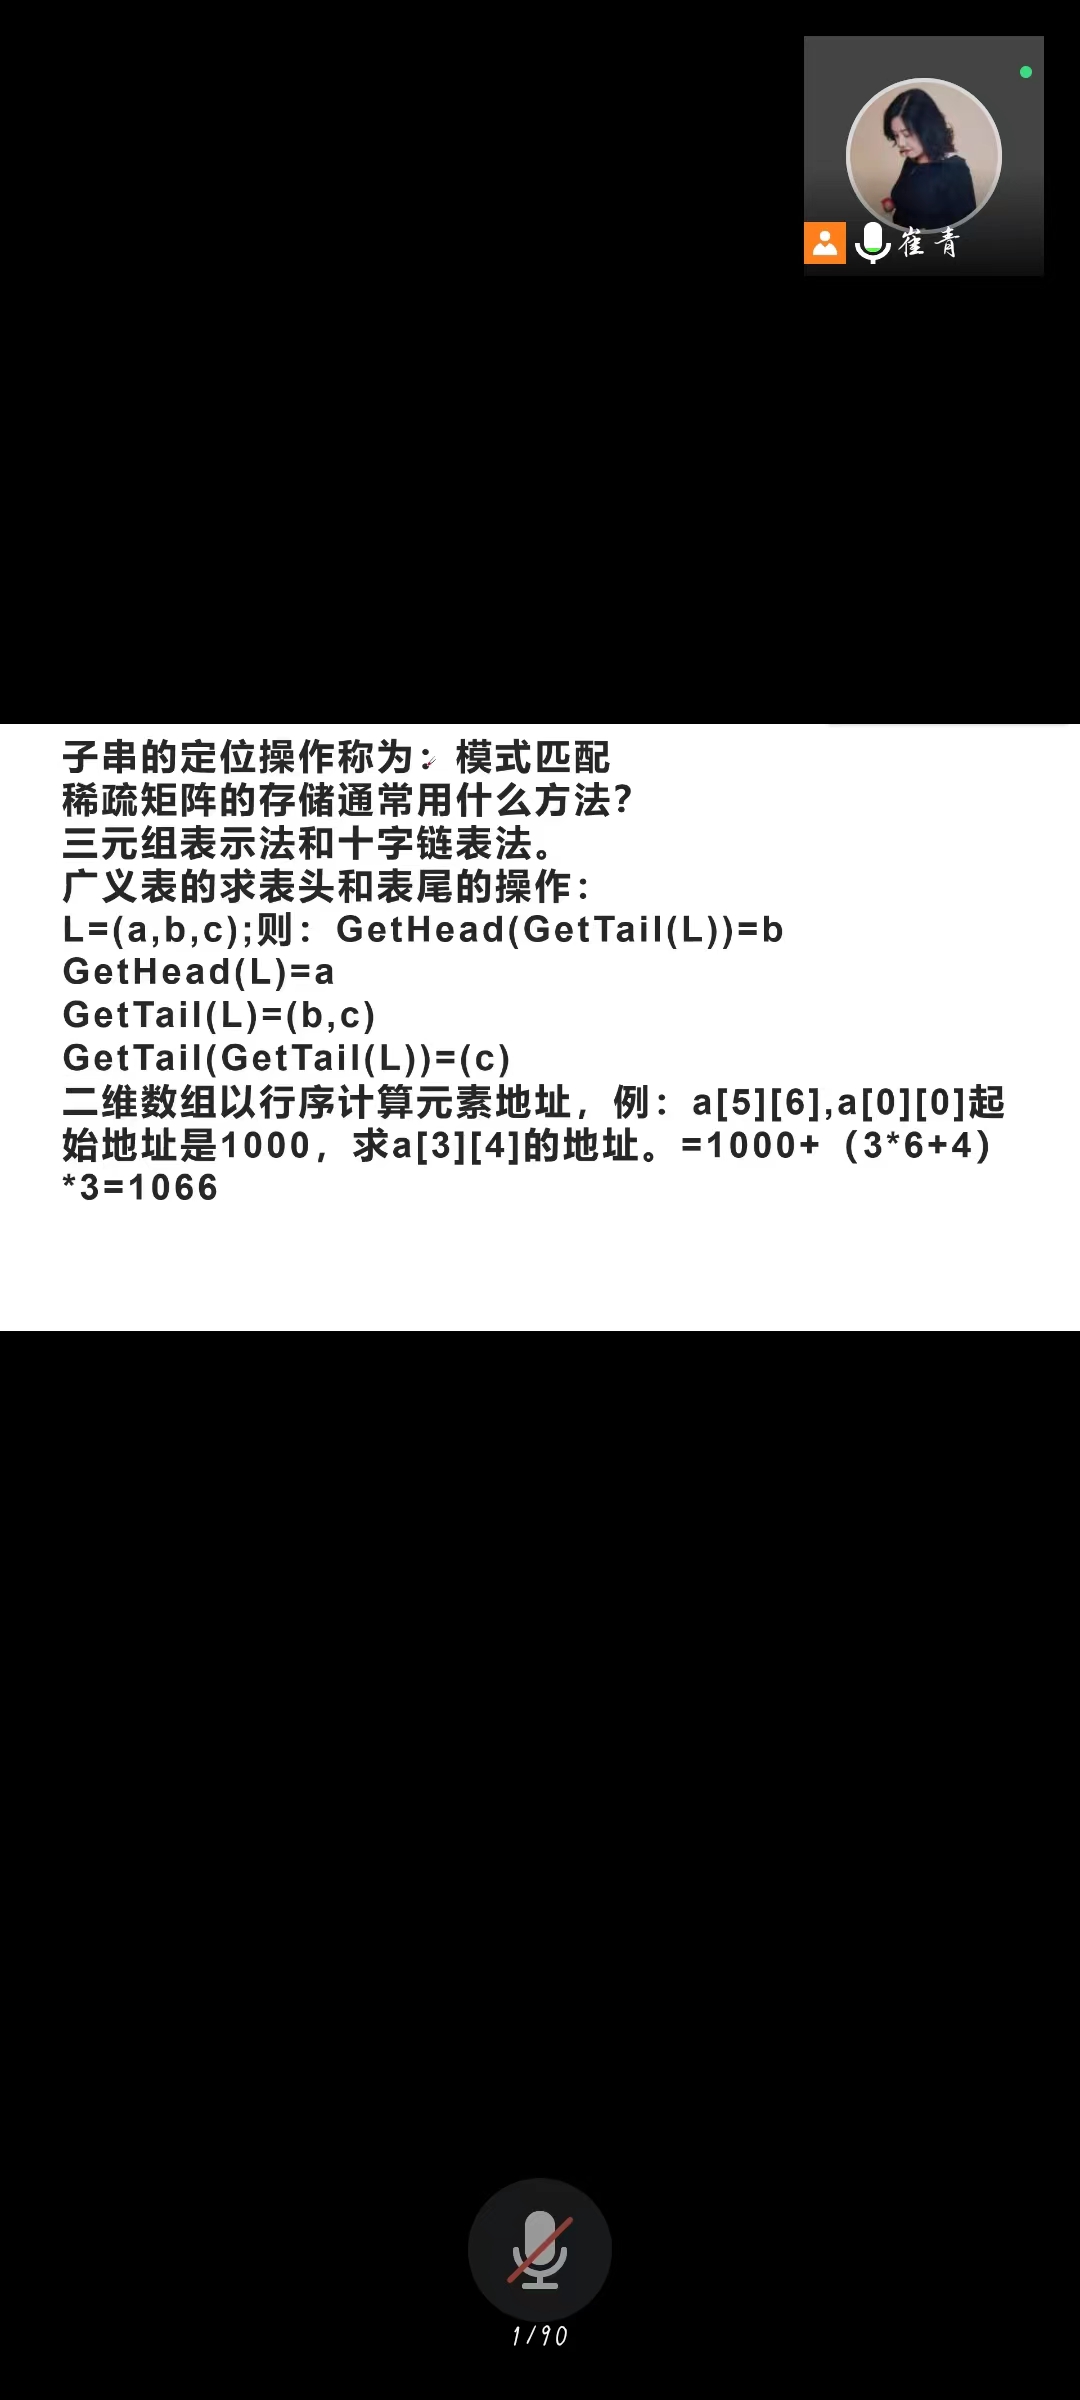 崔青
子串的定位操作称为：模式匹配
稀疏矩阵的存储通常用什么方法？
三元组表示法和十字链表法。
广义表的求表头和表尾的操作：
L=(a,b,c);则：GetHead(GetTail(L))=b
GetHead(L)=a
GetTail(L)=(b,c)
GetTail(GetTail(L))=(c)
二维数组以行序计算元素地址，例：a[5][6],a[0][0]起
始地址是1000，求a[3][4]的地址。=1000+（3*6+4）
*3=1066
1/90